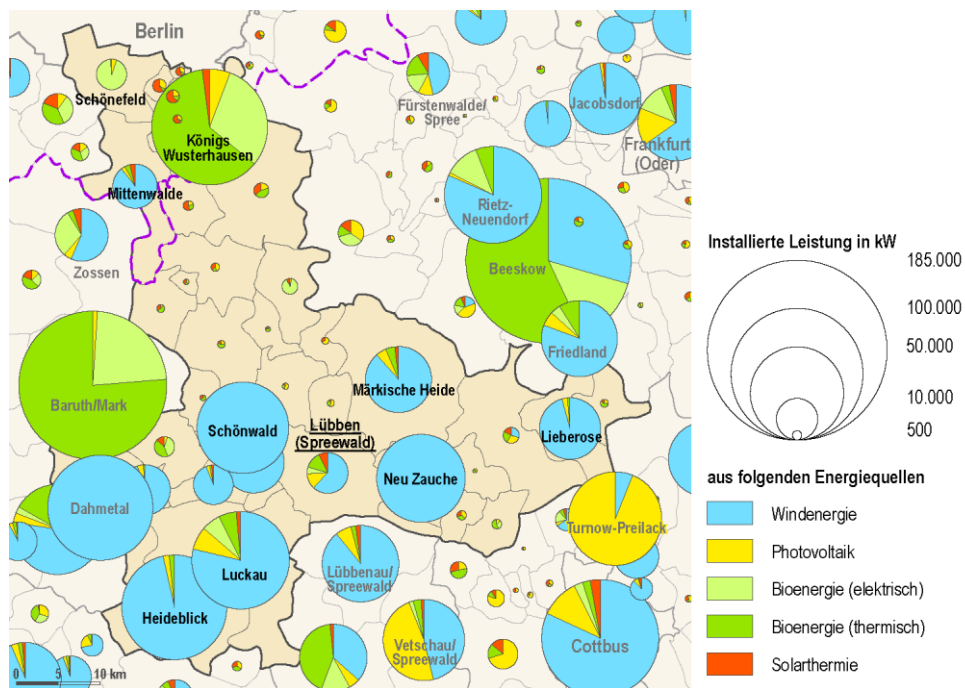 Berlin
Schönefeld
Königs
Wusterhausen
Mittenwalde
Zossen
Fürstenwalde/
Spree
Jacobsdorf
Frankfurt
(Oder)
Rietz-
Neuendorf
Beeskow
Friedland
Baruth/Mark
Märkische Heide
Schönwald
Lübben
(Spreewald)
Lieberose
Neu Zauche
Dahmetal
Turnow-Preilack
Luckau
Lübbenau/
Spreewald
Heideblick
Vetschau/
Spreewald
Cottbus
0 5 10 km
Installierte Leistung in kW
185.000
100.000
50.000
10.000
500
aus folgenden Energiequellen
Windenergie
Photovoltaik
Bioenergie (elektrisch)
Bioenergie (thermisch)
Solarthermie